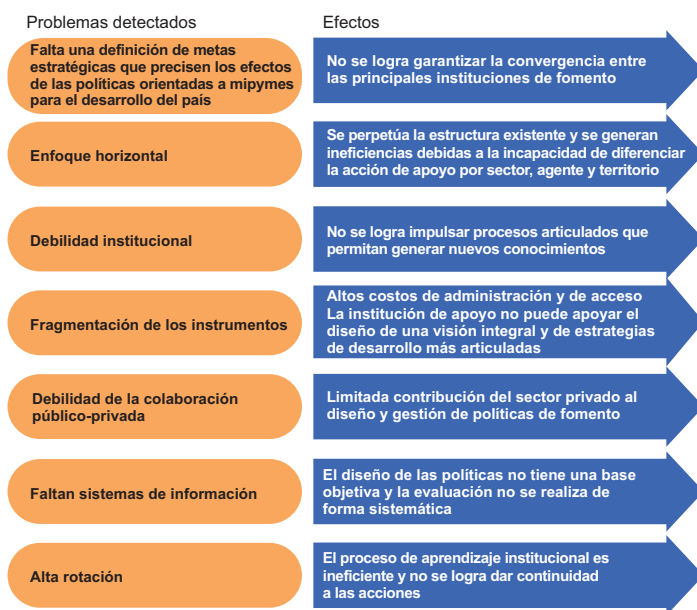 Problemas detectados
Efectos
Falta una definición de metas
estratégicas que precisen los efectos
de las políticas orientadas a mipymes
para el desarrollo del país
No se logra garantizar la convergencia entre
las principales instituciones de fomento
Enfoque horizontal
Se perpetúa la estructura existente y se generan
ineficiencias debidas a la incapacidad de diferenciar
la acción de apoyo por sector, agente y territorio
Debilidad institucional
No se logra impulsar procesos articulados que
permitan generar nuevos conocimientos
Fragmentación de los instrumentos
Altos costos de administración y de acceso
La institución de apoyo no puede apoyar el
diseño de una visión integral y de estrategias
de desarrollo más articuladas
Debilidad de la colaboración
público-privada
Limitada contribución del sector privado al
diseño y gestión de políticas de fomento
Faltan sistemas de información
El diseño de las políticas no tiene una base
objetiva y la evaluación no se realiza de
forma sistemática
Alta rotación
El proceso de aprendizaje institucional es
ineficiente y no se logra dar continuidad
a las acciones